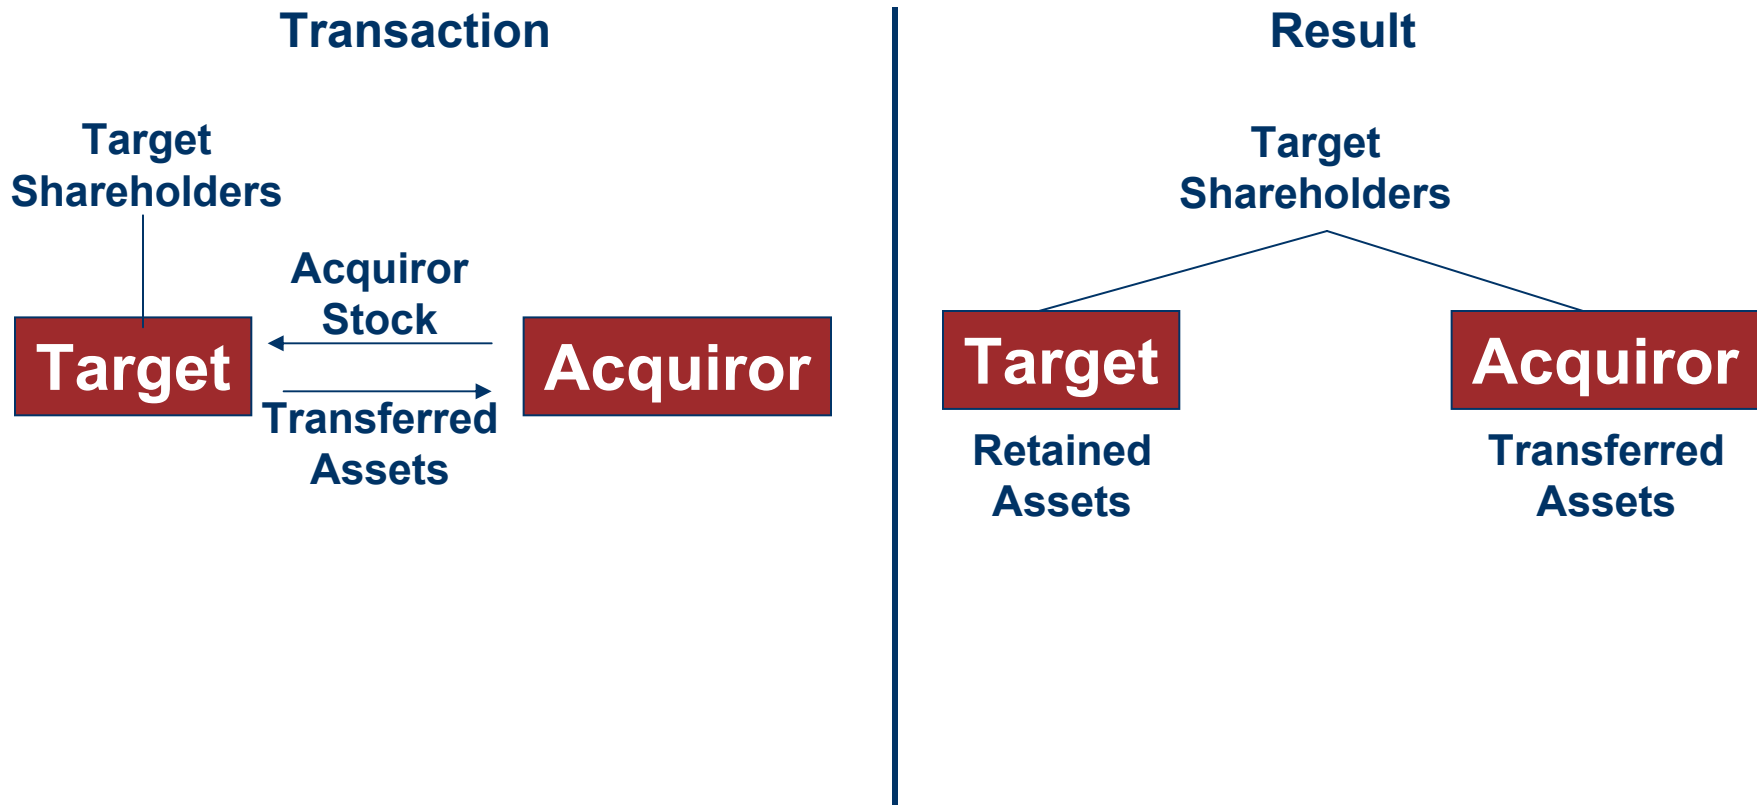 Transaction
Target
Shareholders
Acquiror
Stock
Target
Acquiror
Transferred
Assets
Result
Target
Shareholders
Target
Acquiror
Retained
Assets
Transferred
Assets